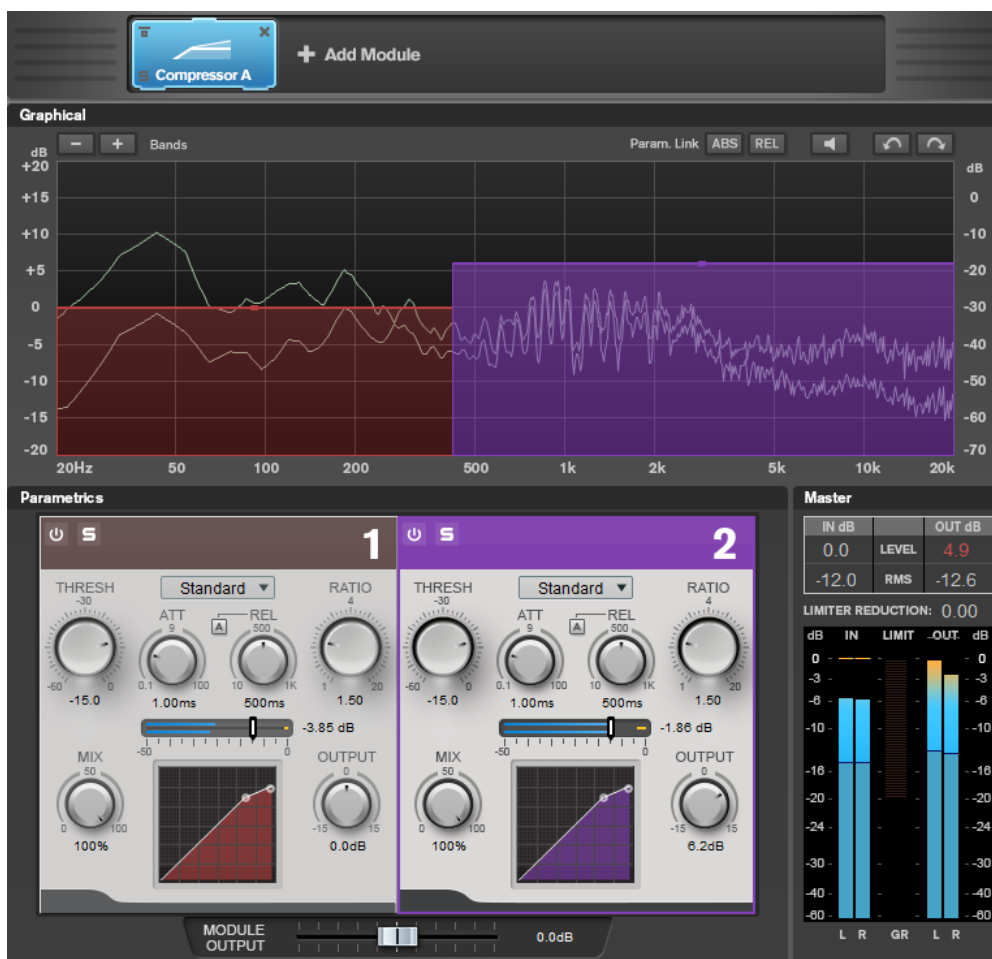 Compressor A
S
+ Add Module
Graphical
- + Bands
Param. Link ABS REL
dB
+20
+15
+10
+5
0
-5
-10
-15
-20
dB
0
-10
-20
-30
-40
-50
-60
-70
20Hz 50 100 200 500 1k 2k 5k 10k 20k
Parametrics
S 1
THRESH Standard RATIO
-30 4
ATT A REL
9 500
-60 0 0.1 100 10 1K 1 20
-15.0 1.00ms 500ms 1.50
-3.85 dB
-50 0
MIX OUTPUT
50 0
0 100 -15 15
100% 0.0dB
S 2
THRESH Standard RATIO
-30 4
ATT A REL
9 500
-60 0 0.1 100 10 1K 1 20
-15.0 1.00ms 500ms 1.50
-1.86 dB
-50 0
MIX OUTPUT
50 0
0 100 -15 15
100% 6.2dB
MODULE
OUTPUT
0.0dB
Master
IN dB OUT dB
0.0 LEVEL 4.9
-12.0 RMS -12.6
LIMITER REDUCTION: 0.00
dB IN LIMIT OUT dB
0 0
-3 -3
-6 -6
-10 -10
-16 -16
-20 -20
-24 -24
-30 -30
-40 -40
-60 -60
L R GR L R